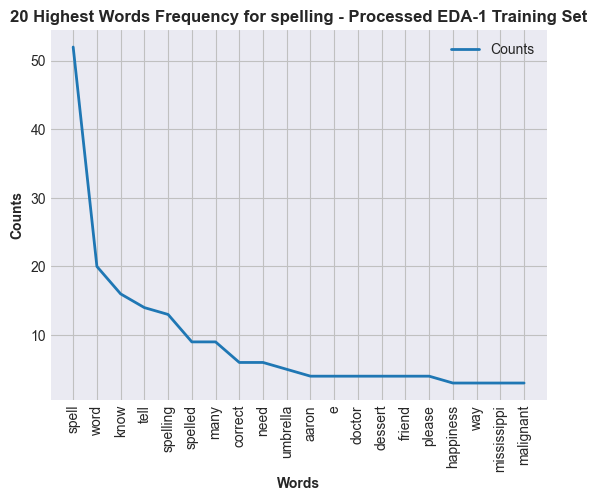 20 Highest Words Frequency for spelling - Processed EDA-1 Training Set
Counts
50
40
30
20
10
Counts
spell
word
know
tell
spelling
spelled
many
correct
need
umbrella
aaron
e
doctor
dessert
friend
please
happiness
way
mississippi
malignant
Words